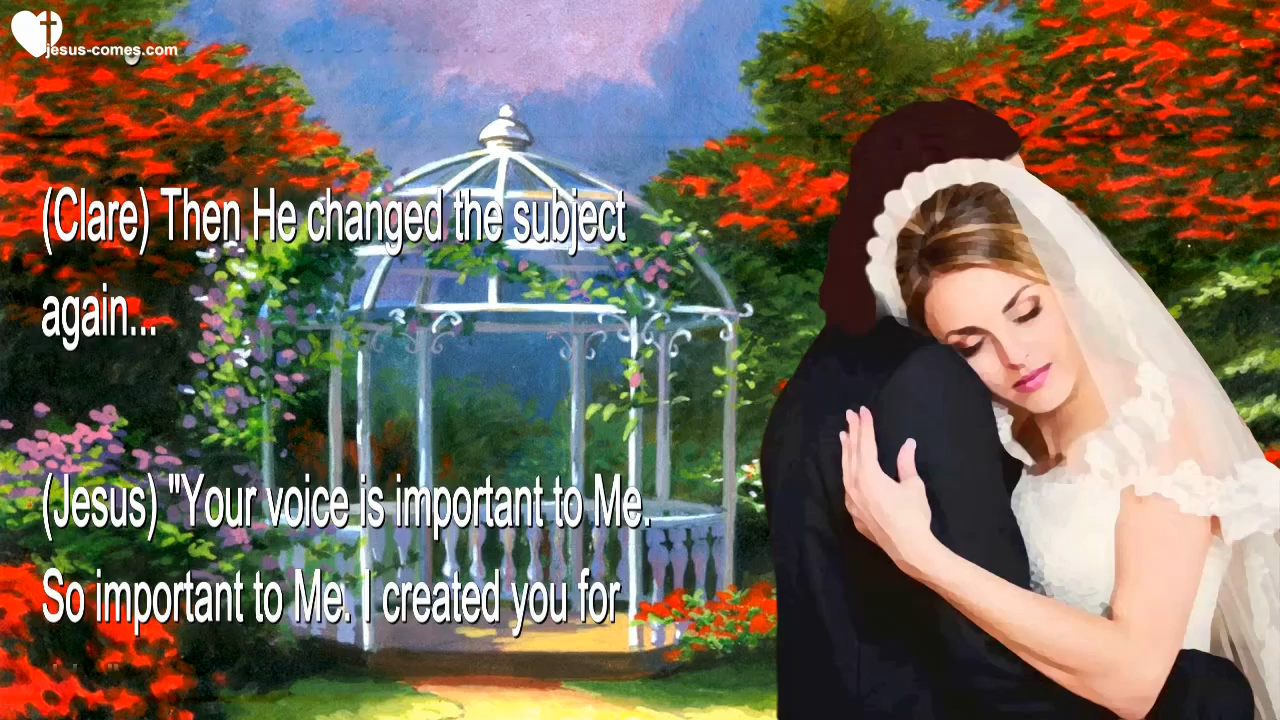 jesus-comes.com
(Clare) Then He changed the subject
again...
(Jesus) "Your voice is important to Me.
So important to Me. I created you for